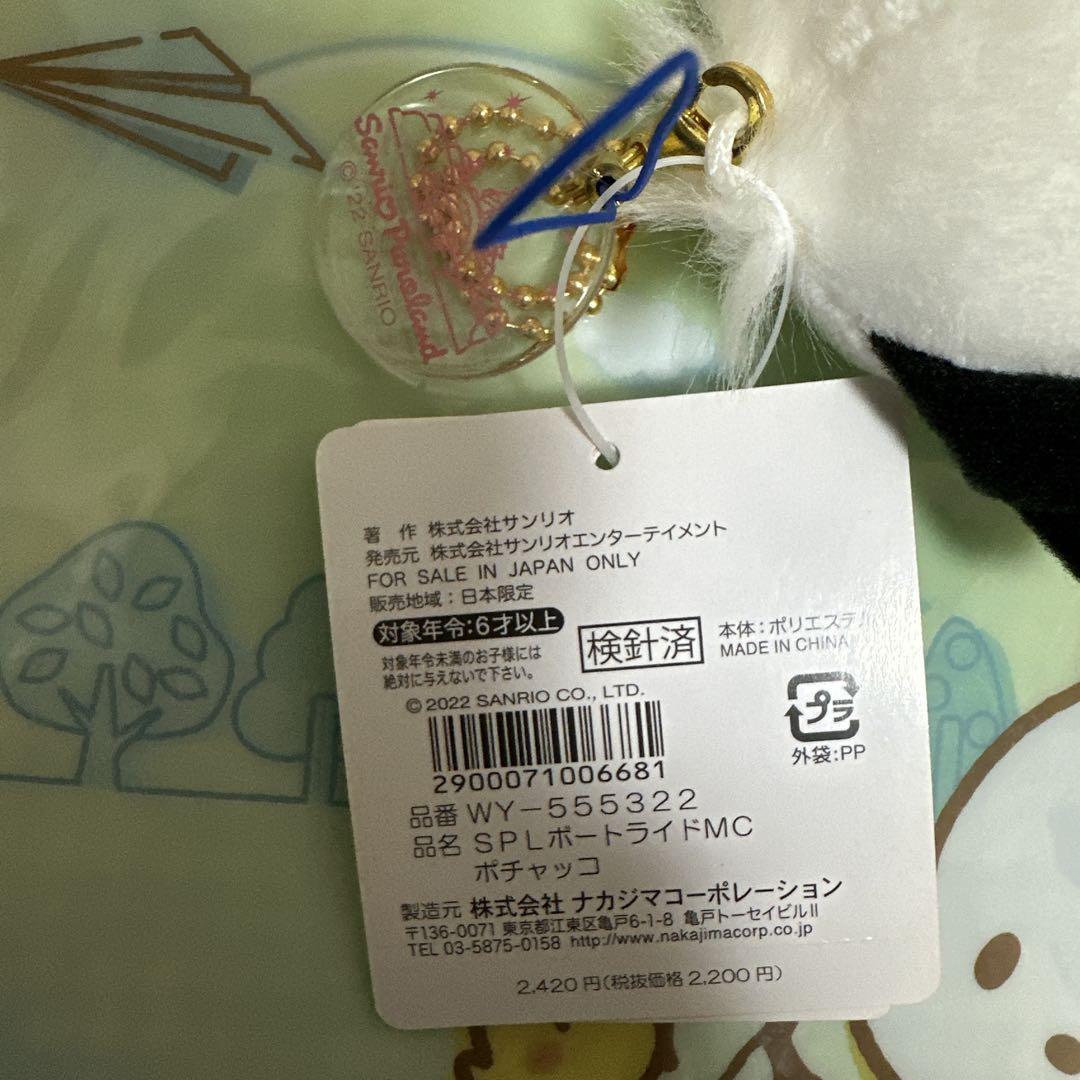 Sanrio Puroland
© '22 SANRIO
著 作 株式会社サンリオ
発売元 株式会社サンリオエンターテイメント
FOR SALE IN JAPAN ONLY
販売地域：日本限定
対象年令:6才以上
対象年令未満のお子様には
絶対に与えないで下さい。
検針済
本体：ポリエステル
MADE IN CHINA
© 2022 SANRIO CO., LTD.
2900071006681
プラ
外袋:PP
品番 WY-555322
品名 SPLボートライドMC
ポチャッコ
製造元 株式会社 ナカジマコーポレーション
〒136-0071 東京都江東区亀戸6-1-8 亀戸トーセイビルⅡ
TEL 03-5875-0158 http://www.nakajimacorp.co.jp
2,420円(税抜価格2,200円)